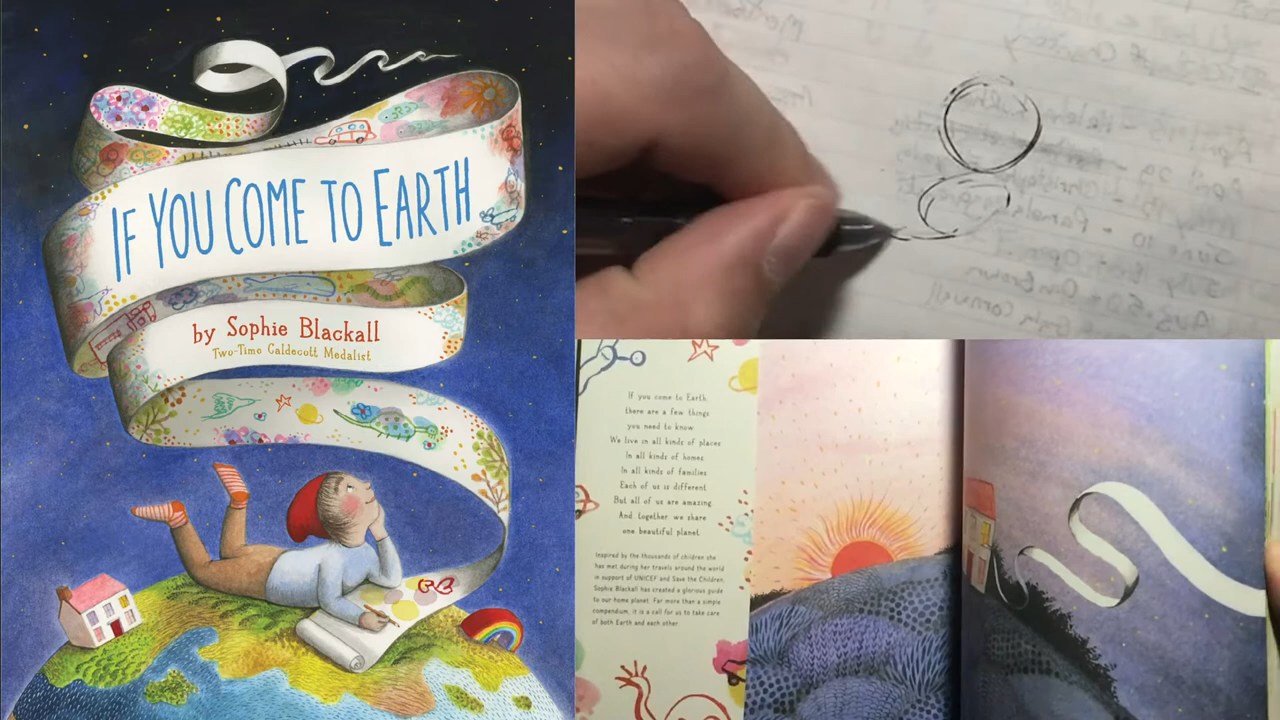 IF YOU COME TO EARTH
by Sophie Blackall
Two-Time Caldecott Medalist
If you come to Earth
there are a few things
you need to know
We live in all kinds of places
In all kinds of homes
In all kinds of families
Each of us is different
But all of us are amazing
And together we share
one beautiful planet
Inspired by the thousands of children she
has met during her travels around the world
in support of UNICEF and Save the Children,
Sophie Blackall has created a glorious guide
to our home planet. Far more than a simple
compendium, it is a call for us to take care
of both Earth and each other.